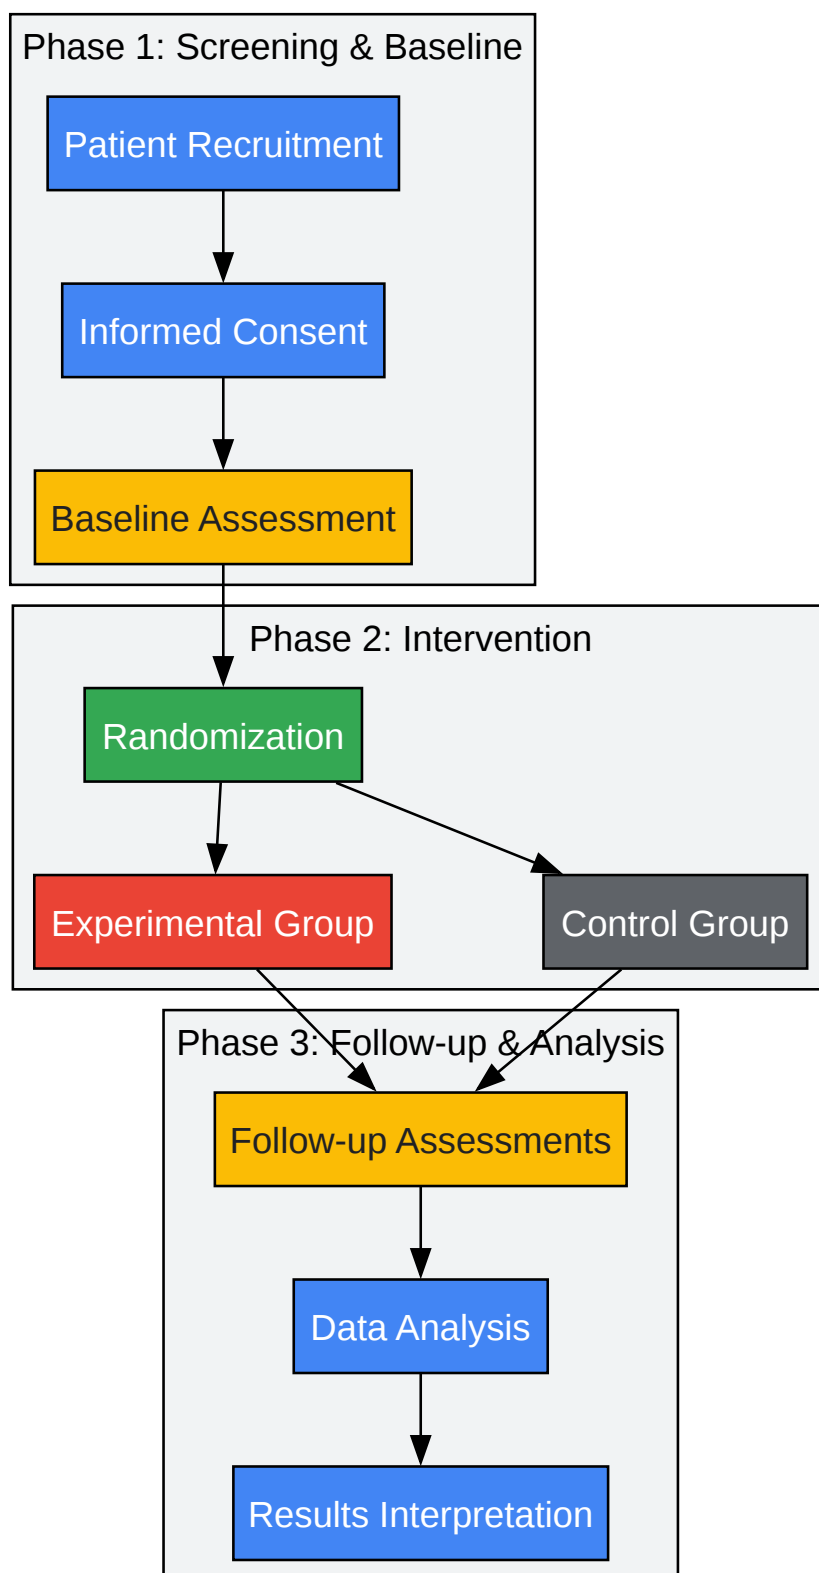 Phase 1: Screening & Baseline
Patient Recruitment
Informed Consent
Baseline Assessment
Phase 2: Intervention
Randomization
Experimental Group
Control Group
Phase 3: Follow-up & Analysis
Follow-up Assessments
Data Analysis
Results Interpretation